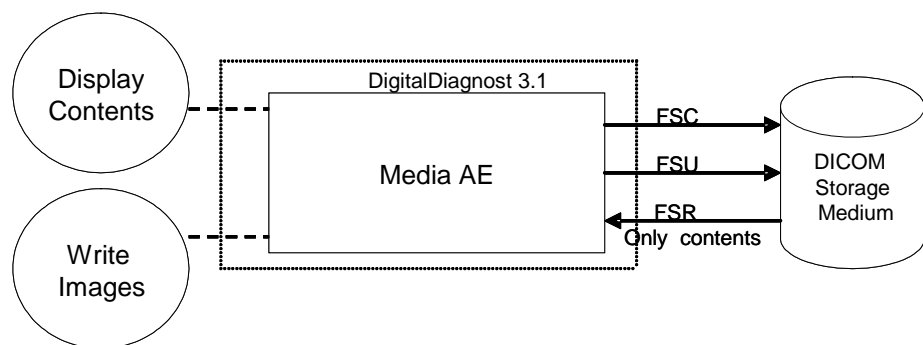 Display
Contents
DigitalDiagnost 3.1
Media AE
FSC
FSU
FSR
Only contents
DICOM
Storage
Medium
Write
Images